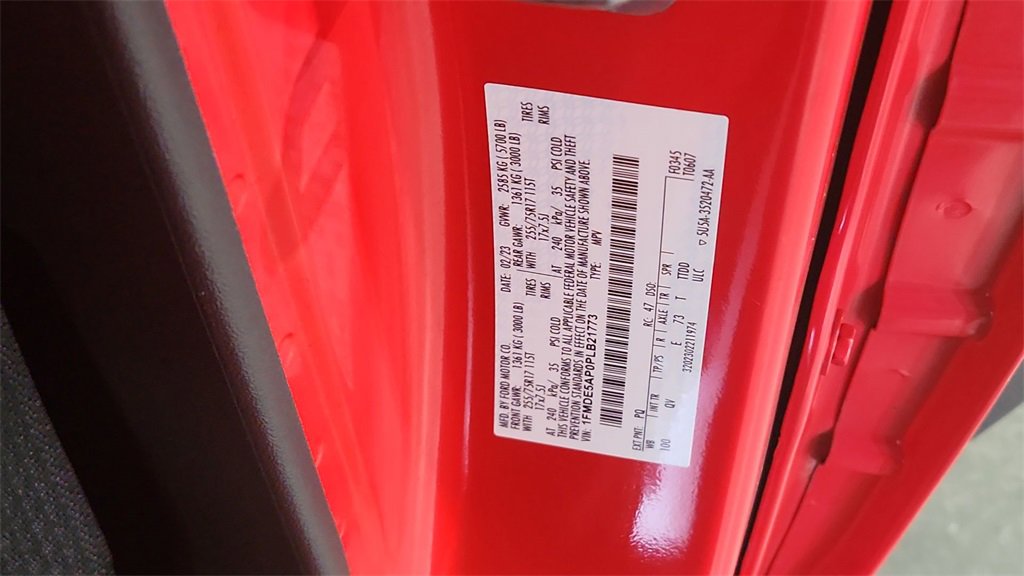 MFD. BY FORD MOTOR CO.
DATE: 02/23 GVWR: 2585 KG ( 5700 LB)
FRONT GAWR: 1361 KG ( 3000 LB) REAR GAWR: 1361 KG ( 3000 LB)
WITH 255/75R17 115T TIRES WITH 255/75R17 115T TIRES
17x7.5J RIMS 17x7.5J RIMS
AT 240 kPa/ 35 PSI COLD AT 240 kPa/ 35 PSI COLD
THIS VEHICLE CONFORMS TO ALL APPLICABLE FEDERAL MOTOR VEHICLE SAFETY AND THEFT
PREVENTION STANDARDS IN EFFECT ON THE DATE OF MANUFACTURE SHOWN ABOVE.
VIN: 1FMDE5AP0PLB21773
TYPE: MPV
EXT PNT: PQ RC: 47 DSO: F0345
T0607
WB INT TR TP/PS R AXLE TR SPR
100 QV E 73 T TTDD
3202302211974 ULC
▽ 5U5A-3520472-AA